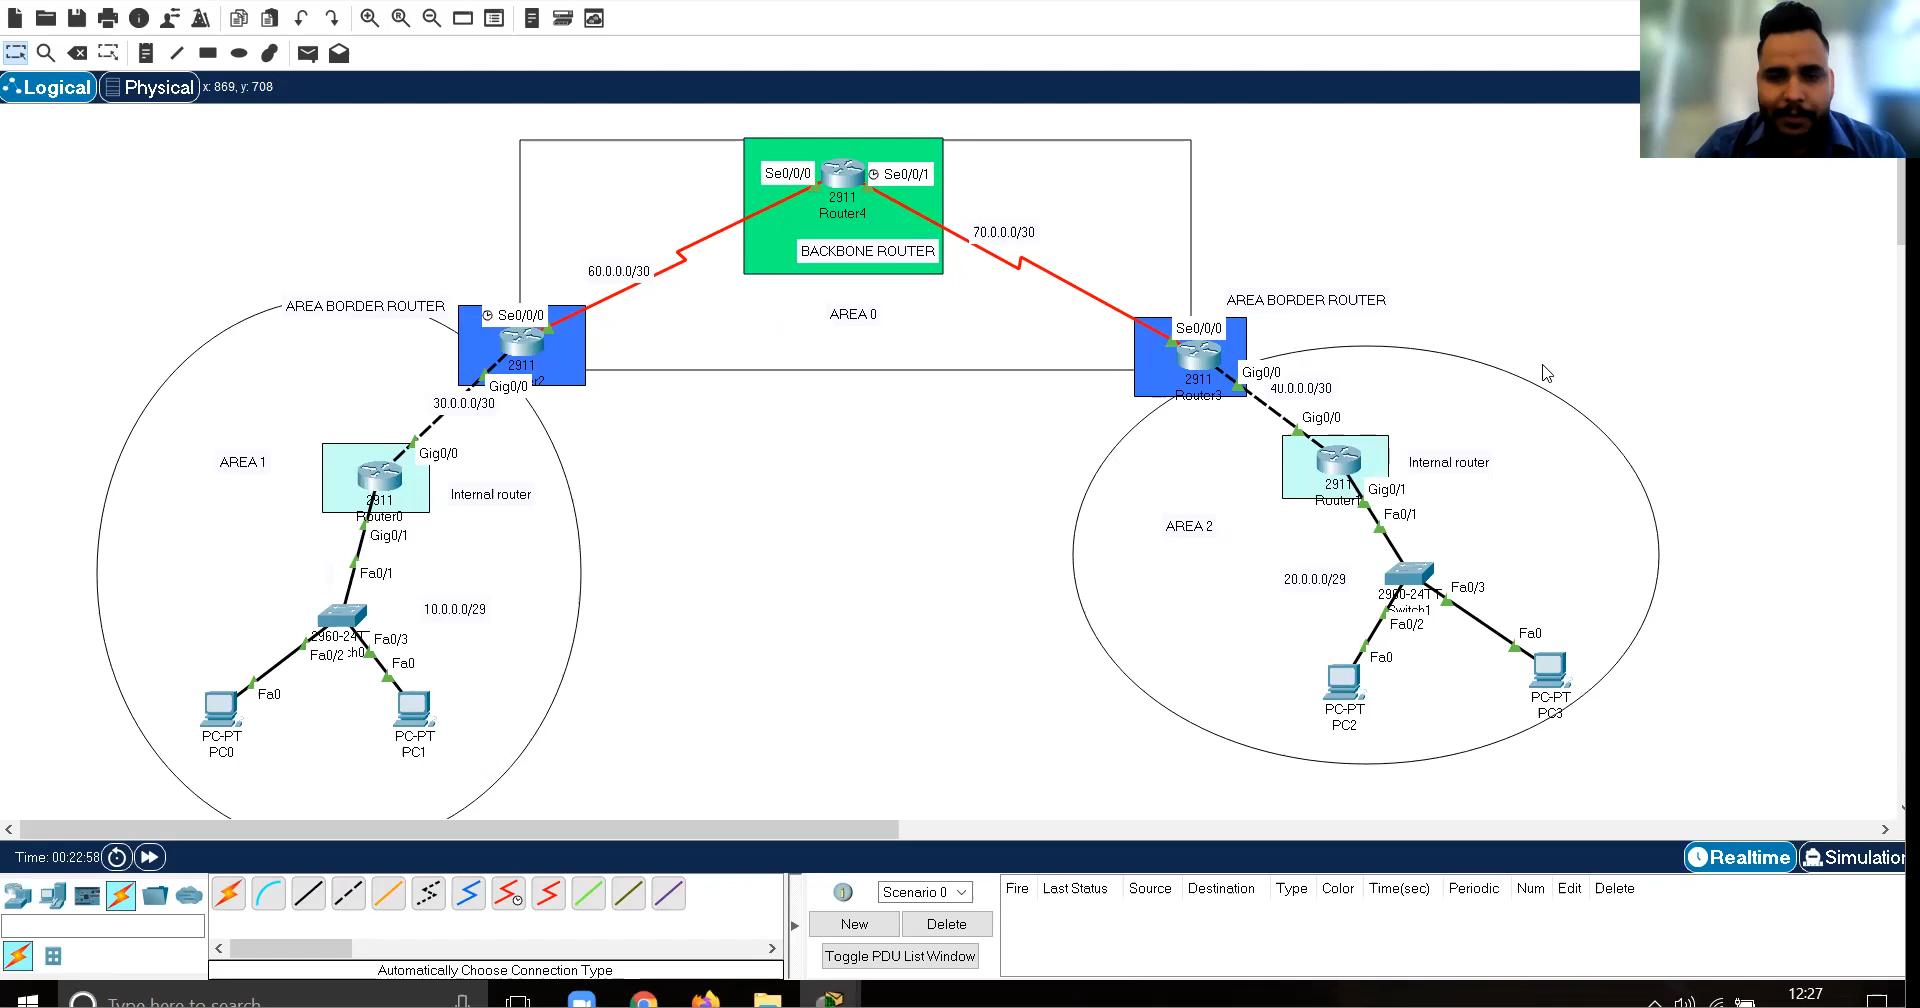 Logical
Physical
x: 869, y: 708
Se0/0/0
Se0/0/1
2911
Router4
BACKBONE ROUTER
70.0.0.0/30
60.0.0.0/30
AREA BORDER ROUTER
AREA BORDER ROUTER
AREA 0
Se0/0/0
2911
Gig0/0
30.0.0.0/30
Se0/0/0
2911
Router3
Gig0/0
40.0.0.0/30
Gig0/0
AREA 1
Gig0/0
2911
Router0
Internal router
Gig0/1
Fa0/1
10.0.0.0/29
Fa0/3
Fa0/2
Fa0
Fa0
PC-PT
PC0
PC-PT
PC1
2911
Internal router
Gig0/1
Fa0/1
AREA 2
20.0.0.0/29
Fa0/3
Switch1
Fa0/2
Fa0
Fa0
PC-PT
PC2
PC-PT
PC3
Time: 00:22:58
Realtime
Simulation
Scenario 0
New
Delete
Toggle PDU List Window
Fire Last Status Source Destination Type Color Time(sec) Periodic Num Edit Delete
Automatically Choose Connection Type
Type here to search
12:27